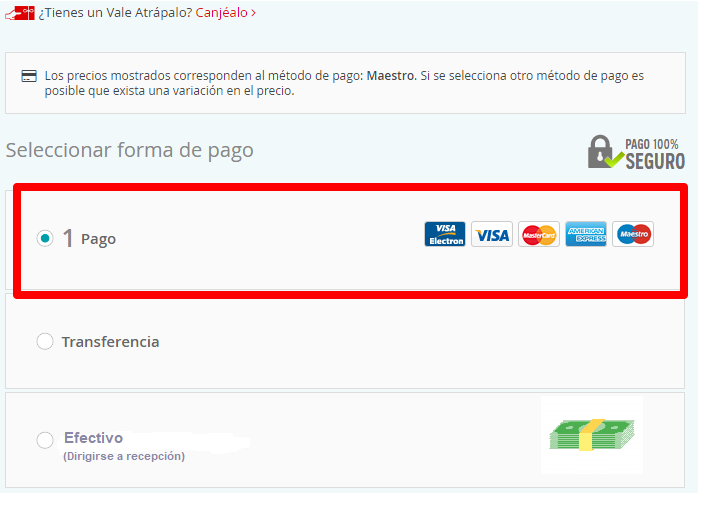 ¿Tienes un Vale Atrápalo? Canjéalo >
Los precios mostrados corresponden al método de pago: Maestro. Si se selecciona otro método de pago es
posible que exista una variación en el precio.
Seleccionar forma de pago
PAGO 100%
SEGURO
1 Pago
VISA
Electron
VISA
MasterCard
AMERICAN
EXPRESS
Maestro
Transferencia
Efectivo
(Dirigirse a recepción)